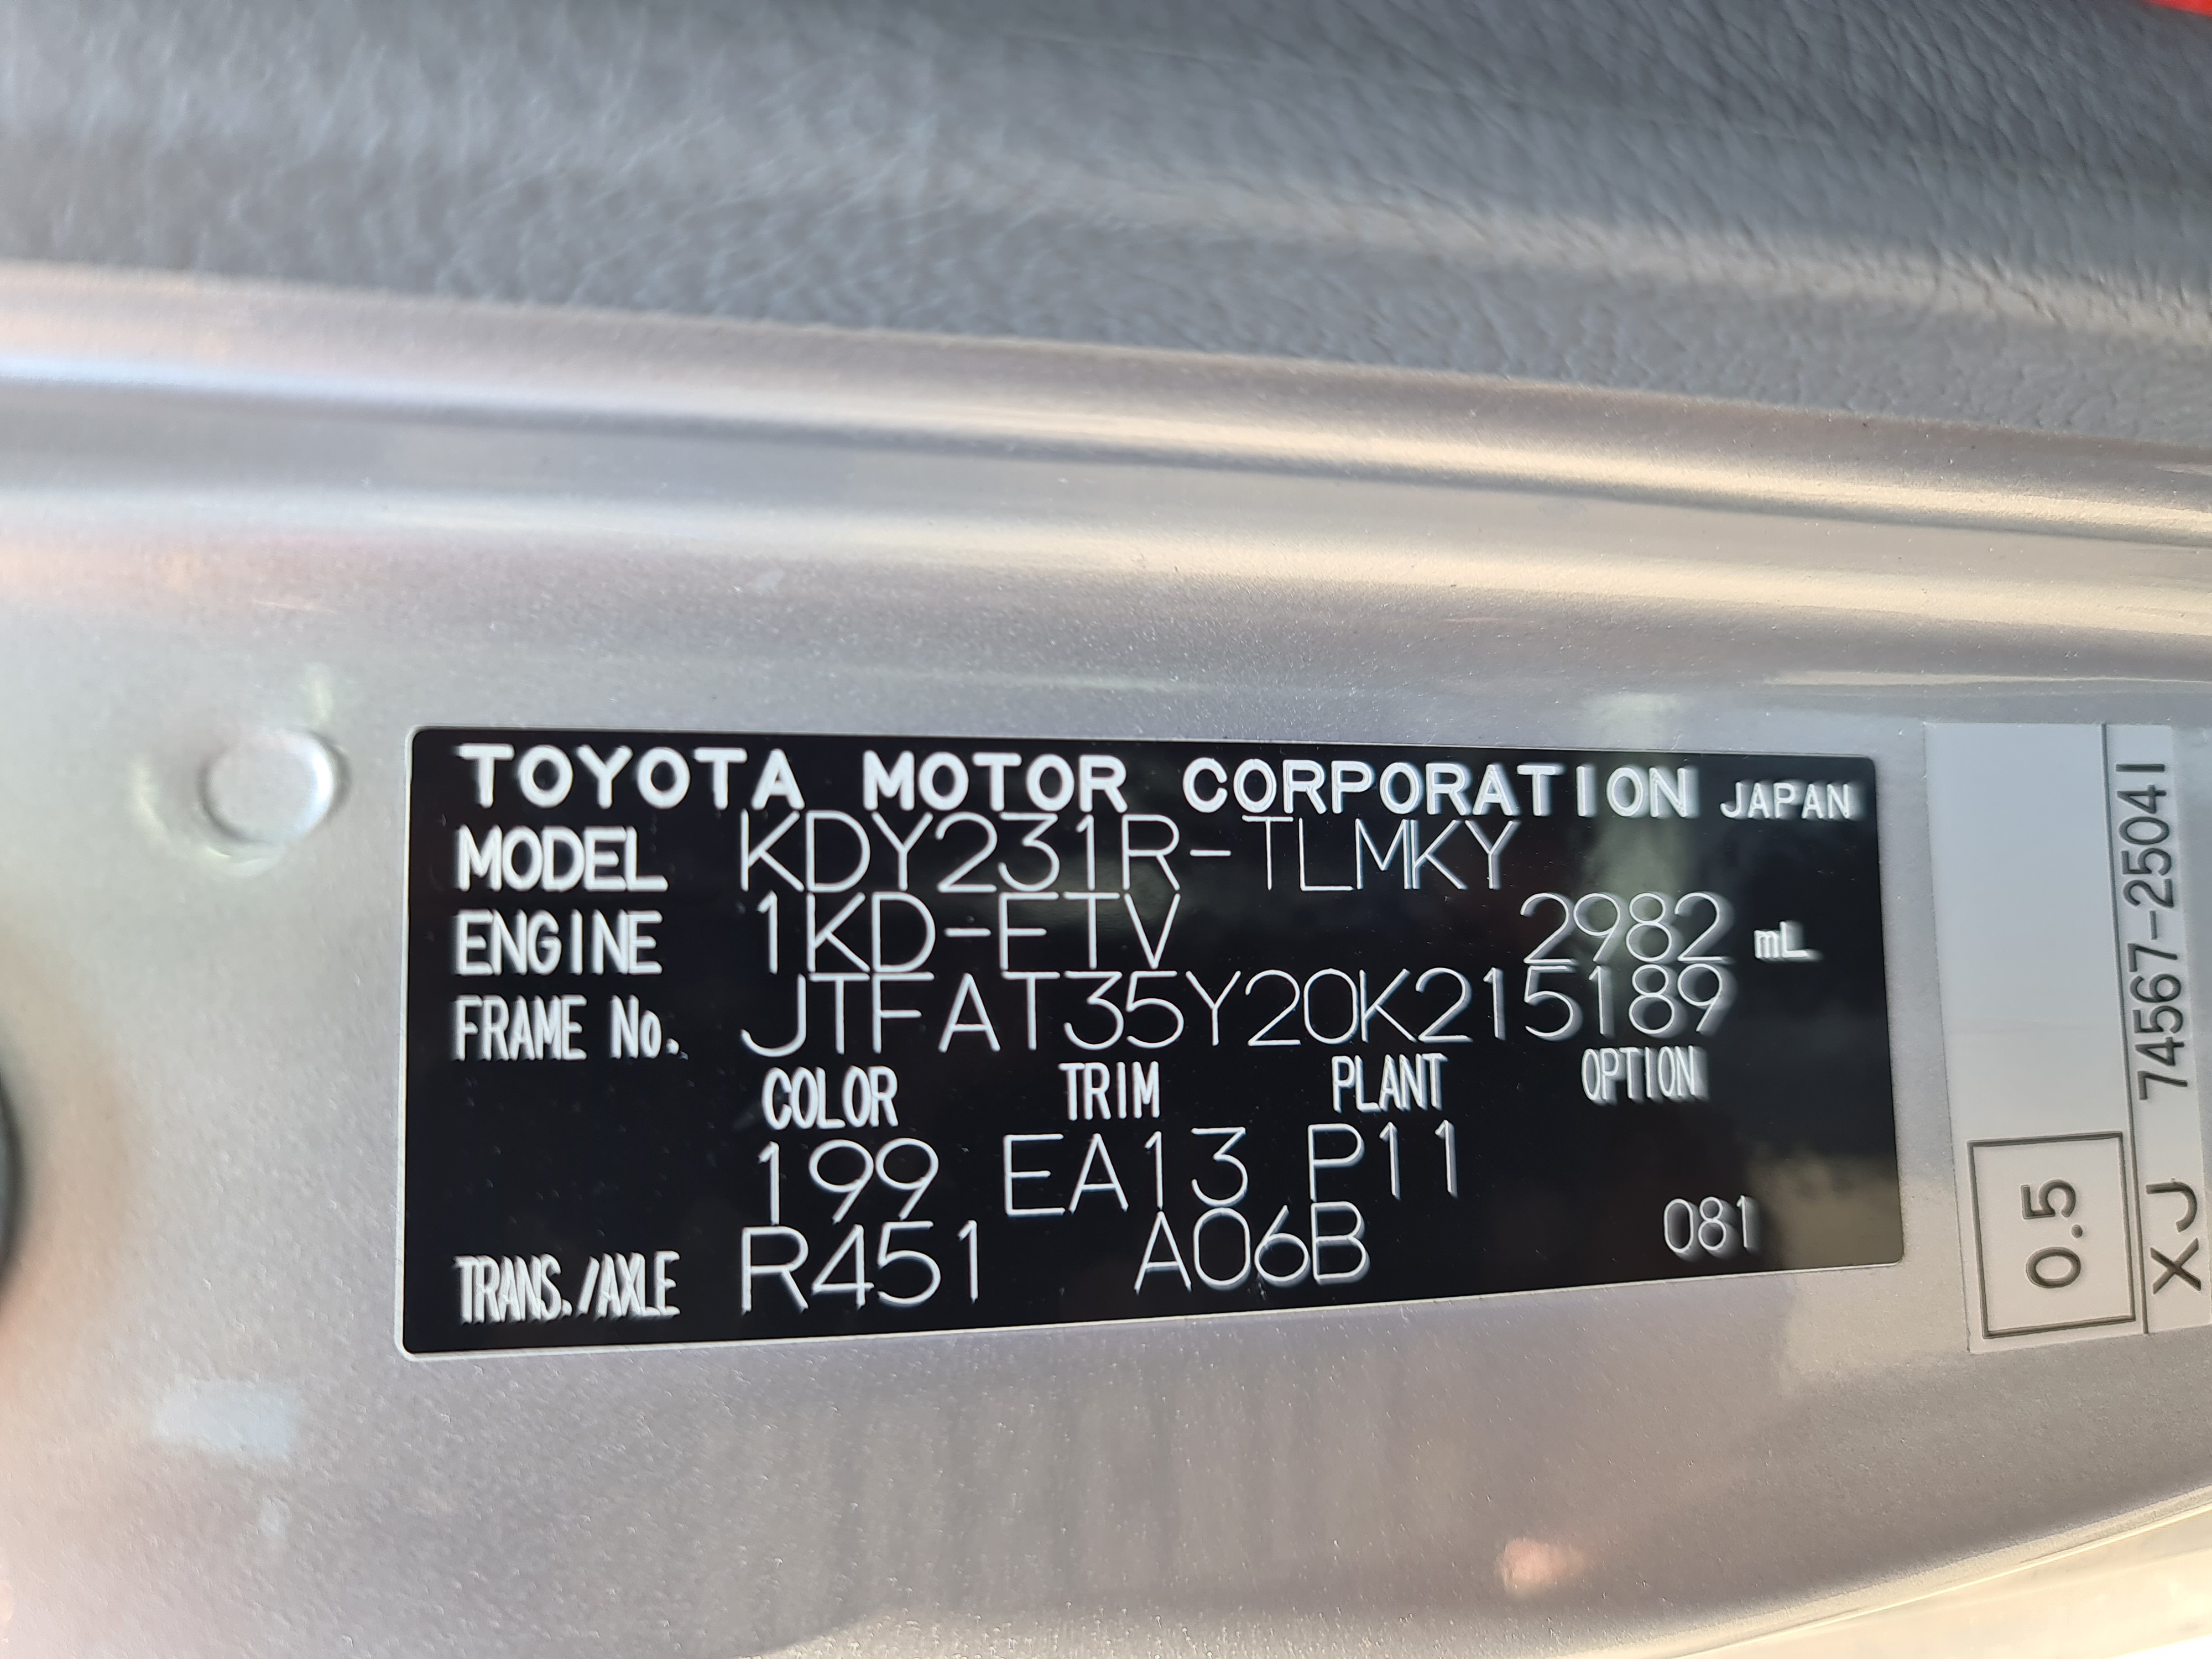 TOYOTA MOTOR CORPORATION JAPAN
MODEL KDY231R-TLMKY
ENGINE 1KD-FTV 2982 mL
FRAME No. JTFAT35Y20K215189
COLOR TRIM PLANT OPTION
199 EA13 P11
TRANS./AXLE R451 A06B 081
0.5
XJ 74567-25041